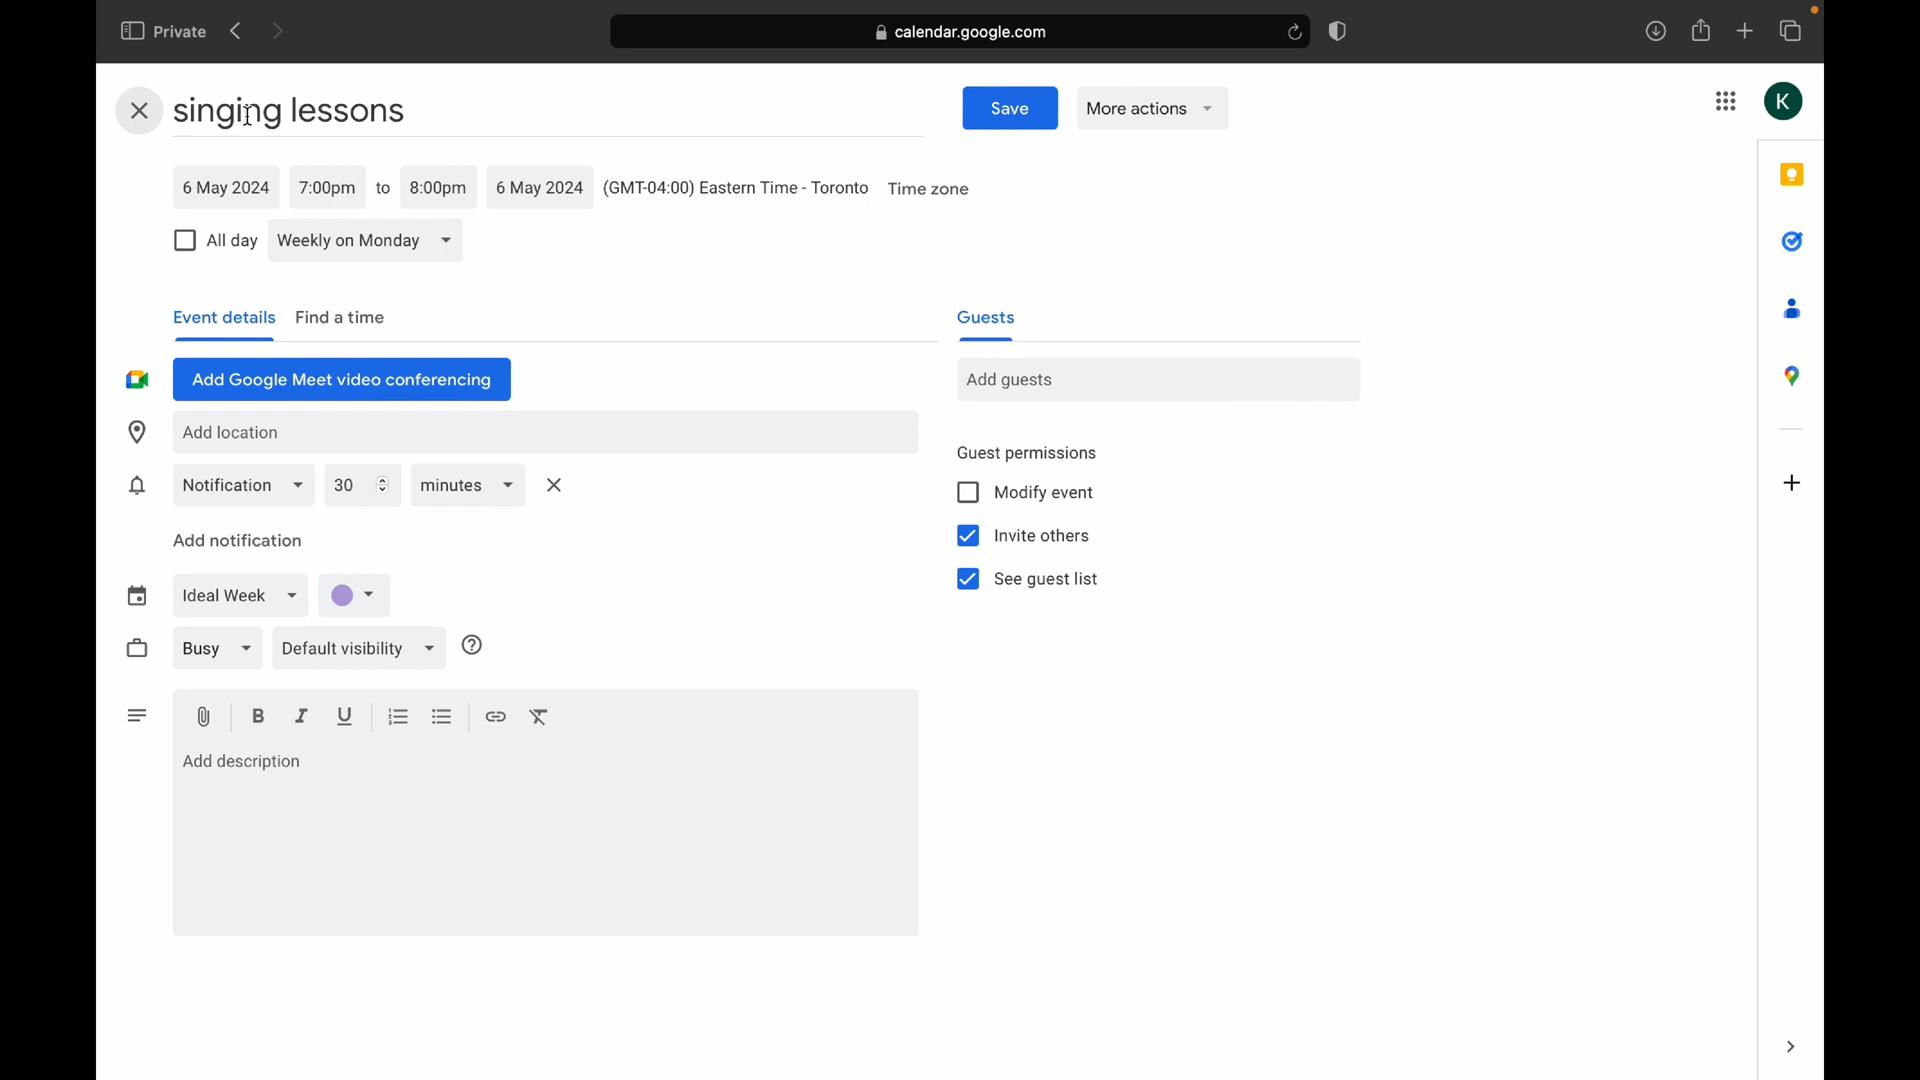 Private
calendar.google.com
singing lessons
Save
More actions
K
6 May 2024 7:00pm to 8:00pm 6 May 2024 (GMT-04:00) Eastern Time - Toronto Time zone
All day Weekly on Monday
Event details Find a time
Guests
Add Google Meet video conferencing
Add guests
Add location
Guest permissions
Notification 30 minutes
Modify event
Add notification
Invite others
See guest list
Ideal Week
Busy Default visibility
B I U
Add description